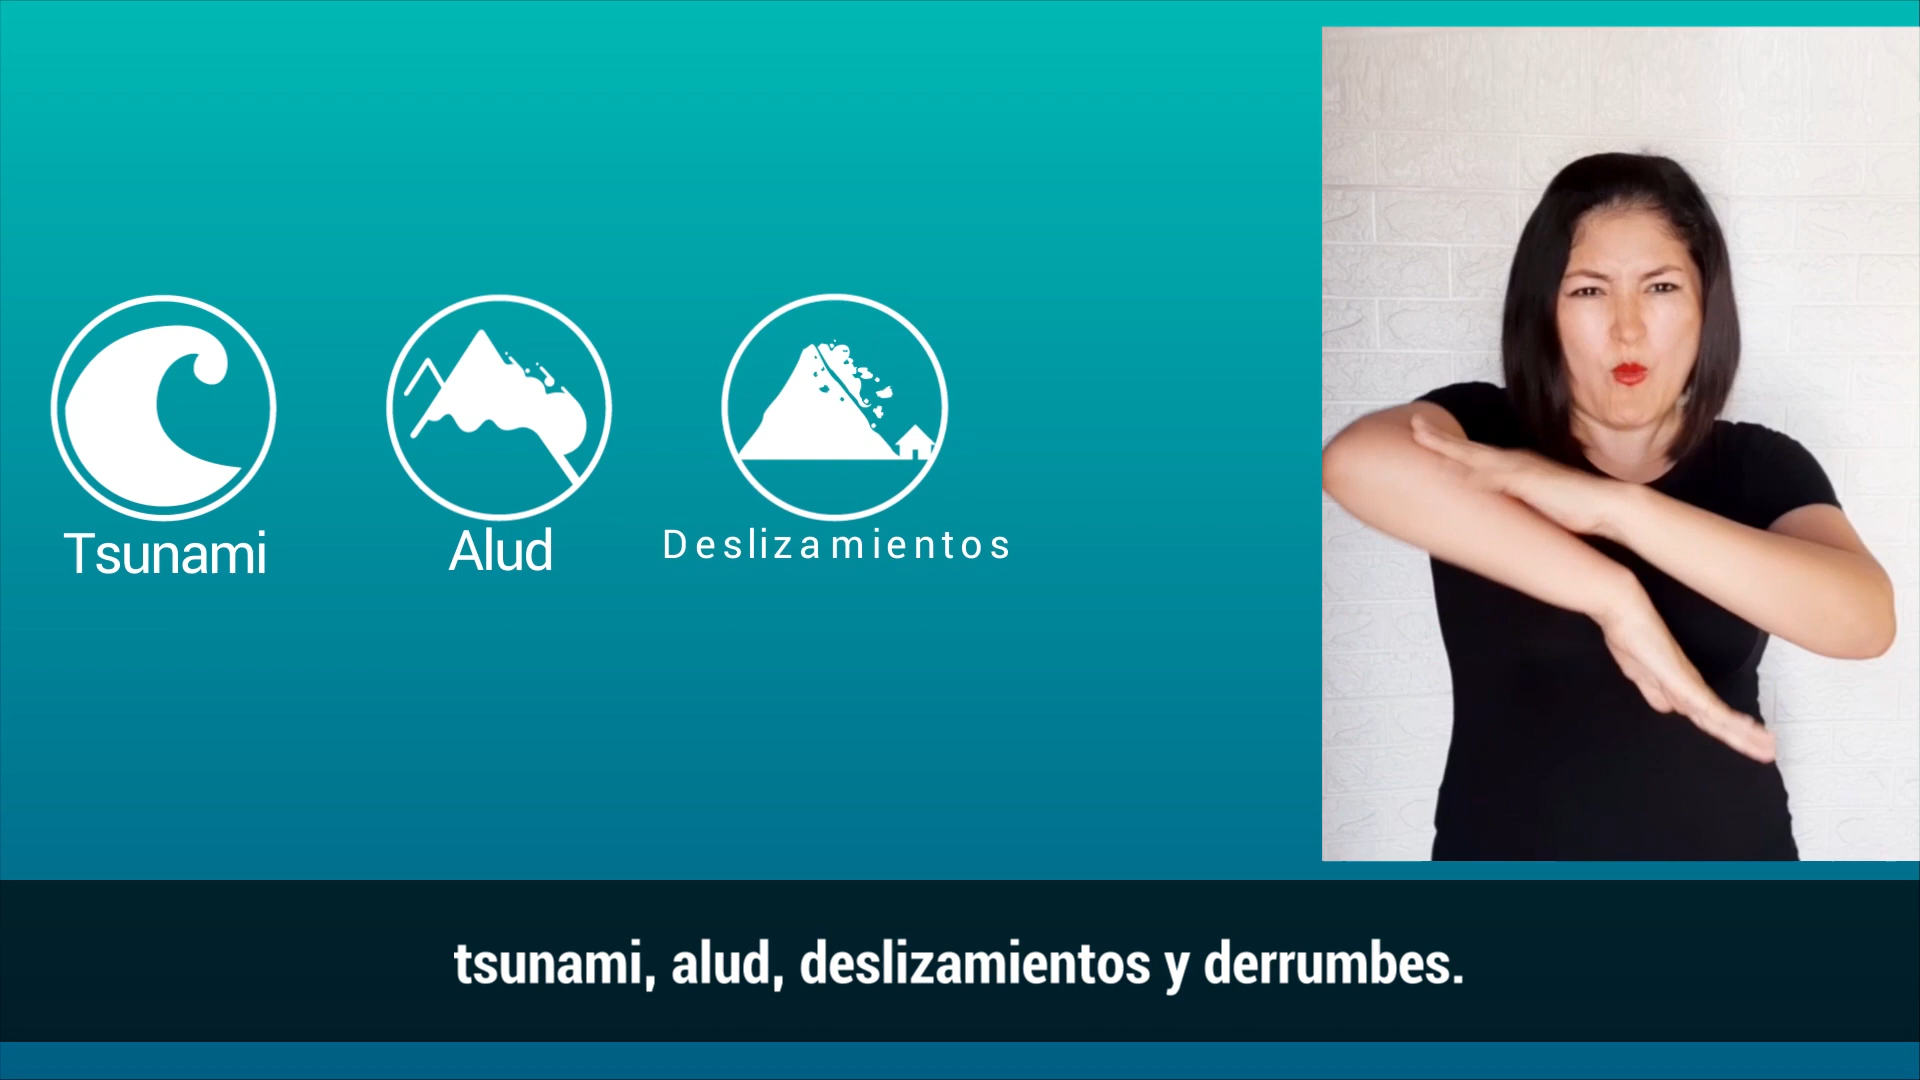 Tsunami
Alud
Deslizamientos
tsunami, alud, deslizamientos y derrumbes.